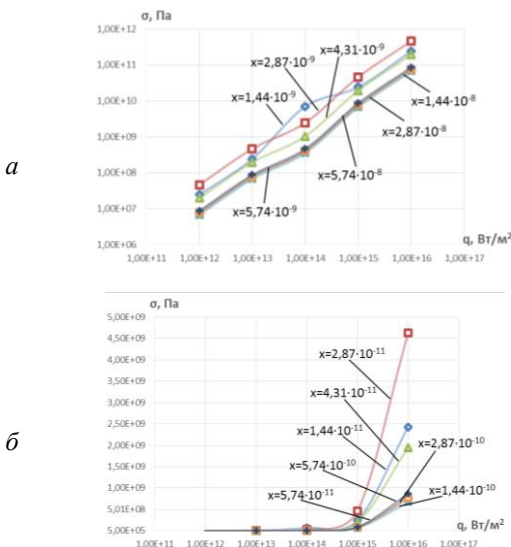 σ, Па
1,00E+12
1,00E+11
1,00E+10
1,00E+09
1,00E+08
1,00E+07
1,00E+06
x=4,31·10⁻⁹
x=2,87·10⁻⁹
x=1,44·10⁻⁹
x=1,44·10⁻⁸
x=2,87·10⁻⁸
x=5,74·10⁻⁸
x=5,74·10⁻⁹
q, Вт/м²
1,00E+11 1,00E+12 1,00E+13 1,00E+14 1,00E+15 1,00E+16 1,00E+17
а
σ, Па
5,00E+09
4,50E+09
4,00E+09
3,50E+09
3,00E+09
2,50E+09
2,00E+09
1,50E+09
1,00E+09
5,01E+08
5,00E+05
x=2,87·10⁻¹¹
x=4,31·10⁻¹¹
x=1,44·10⁻¹¹
x=2,87·10⁻¹⁰
x=5,74·10⁻¹⁰
x=1,44·10⁻¹⁰
x=5,74·10⁻¹¹
q, Вт/м²
1,00E+11 1,00E+12 1,00E+13 1,00E+14 1,00E+15 1,00E+16 1,00E+17
б